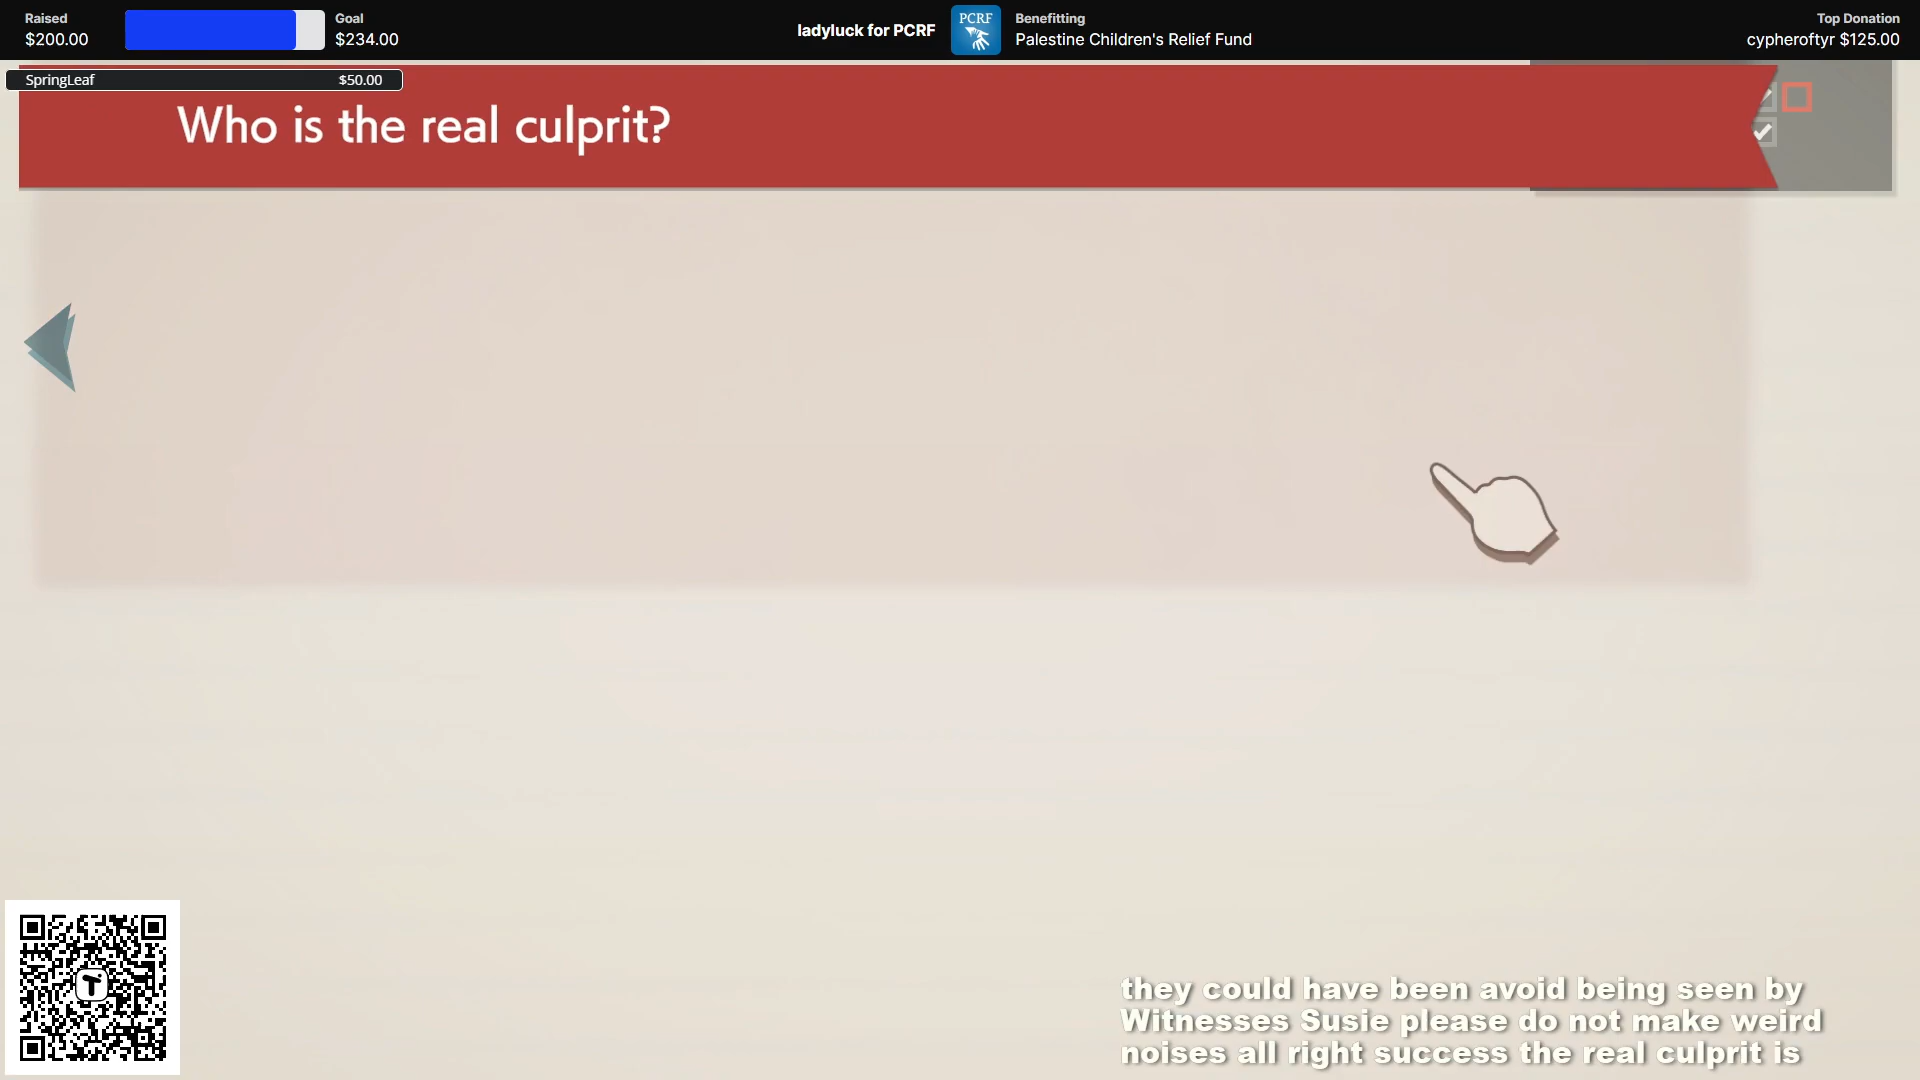 Raised
$200.00
Goal
$234.00
ladyluck for PCRF
PCRF
Benefitting
Palestine Children's Relief Fund
Top Donation
cypheroftyr $125.00
SpringLeaf $50.00
Who is the real culprit?
T
they could have been avoid being seen by
Witnesses Susie please do not make weird
noises all right success the real culprit is